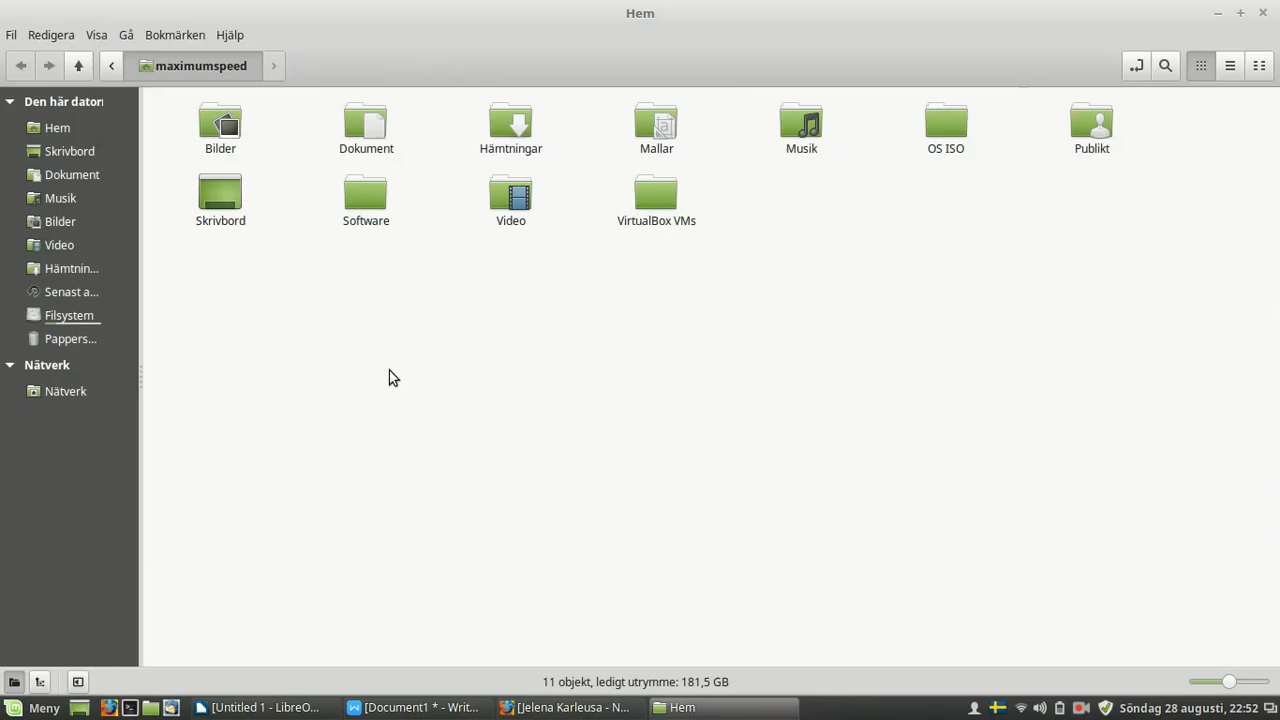 Hem
Fil Redigera Visa Gå Bokmärken Hjälp
maximumspeed
Den här dator
Hem
Skrivbord
Dokument
Musik
Bilder
Video
Hämtnin...
Senast a...
Filsystem
Pappers...
Nätverk
Nätverk
Bilder Dokument Hämtningar Mallar Musik OS ISO Publikt
Skrivbord Software Video VirtualBox VMs
11 objekt, ledigt utrymme: 181,5 GB
Meny [Untitled 1 - LibreO... [Document1 * - Writ... [Jelena Karleusa - N... Hem Söndag 28 augusti, 22:52